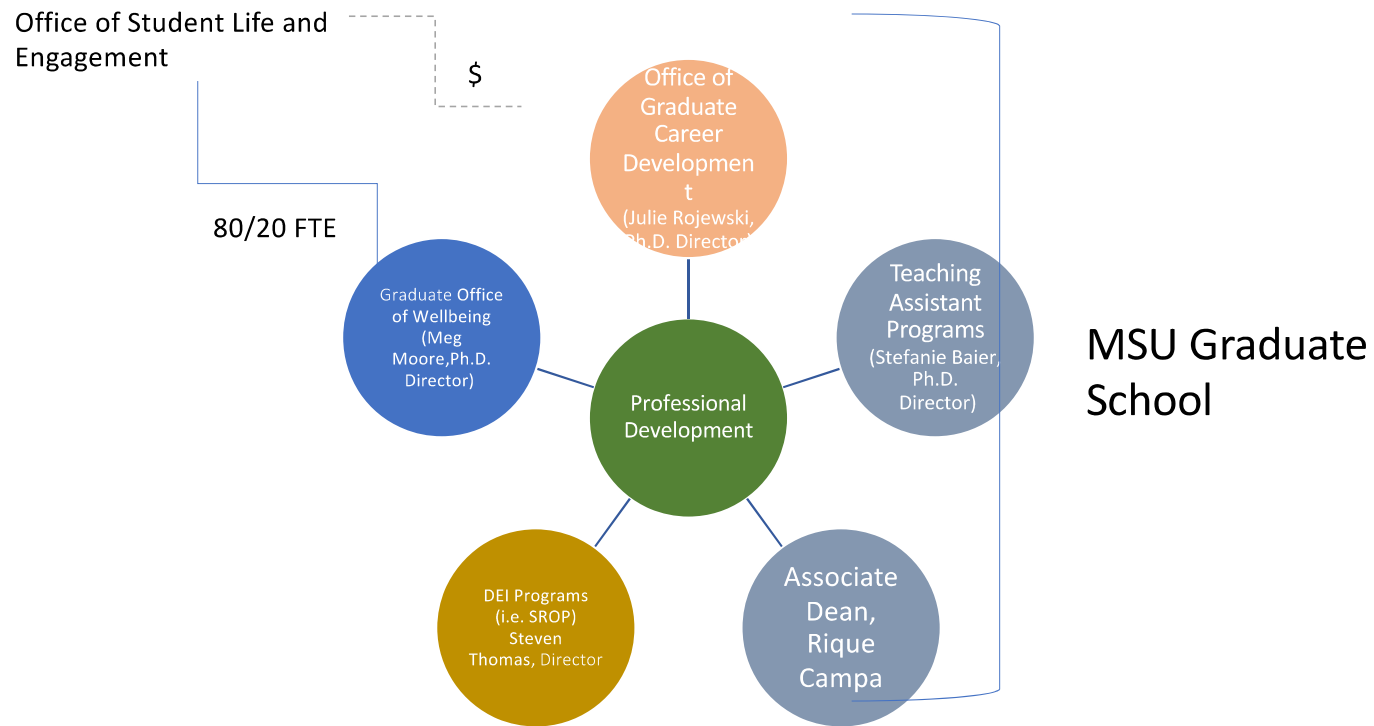 Office of Student Life and
Engagement
$
80/20 FTE
Office of
Graduate
Career
Developmen
t
(Julie Rojewski,
Ph.D. Director)
Graduate Office
of Wellbeing
(Meg
Moore,Ph.D.
Director)
Teaching
Assistant
Programs
(Stefanie Baier,
Ph.D.
Director)
MSU Graduate
School
Professional
Development
DEI Programs
(i.e. SROP)
Steven
Thomas, Director
Associate
Dean,
Rique
Campa